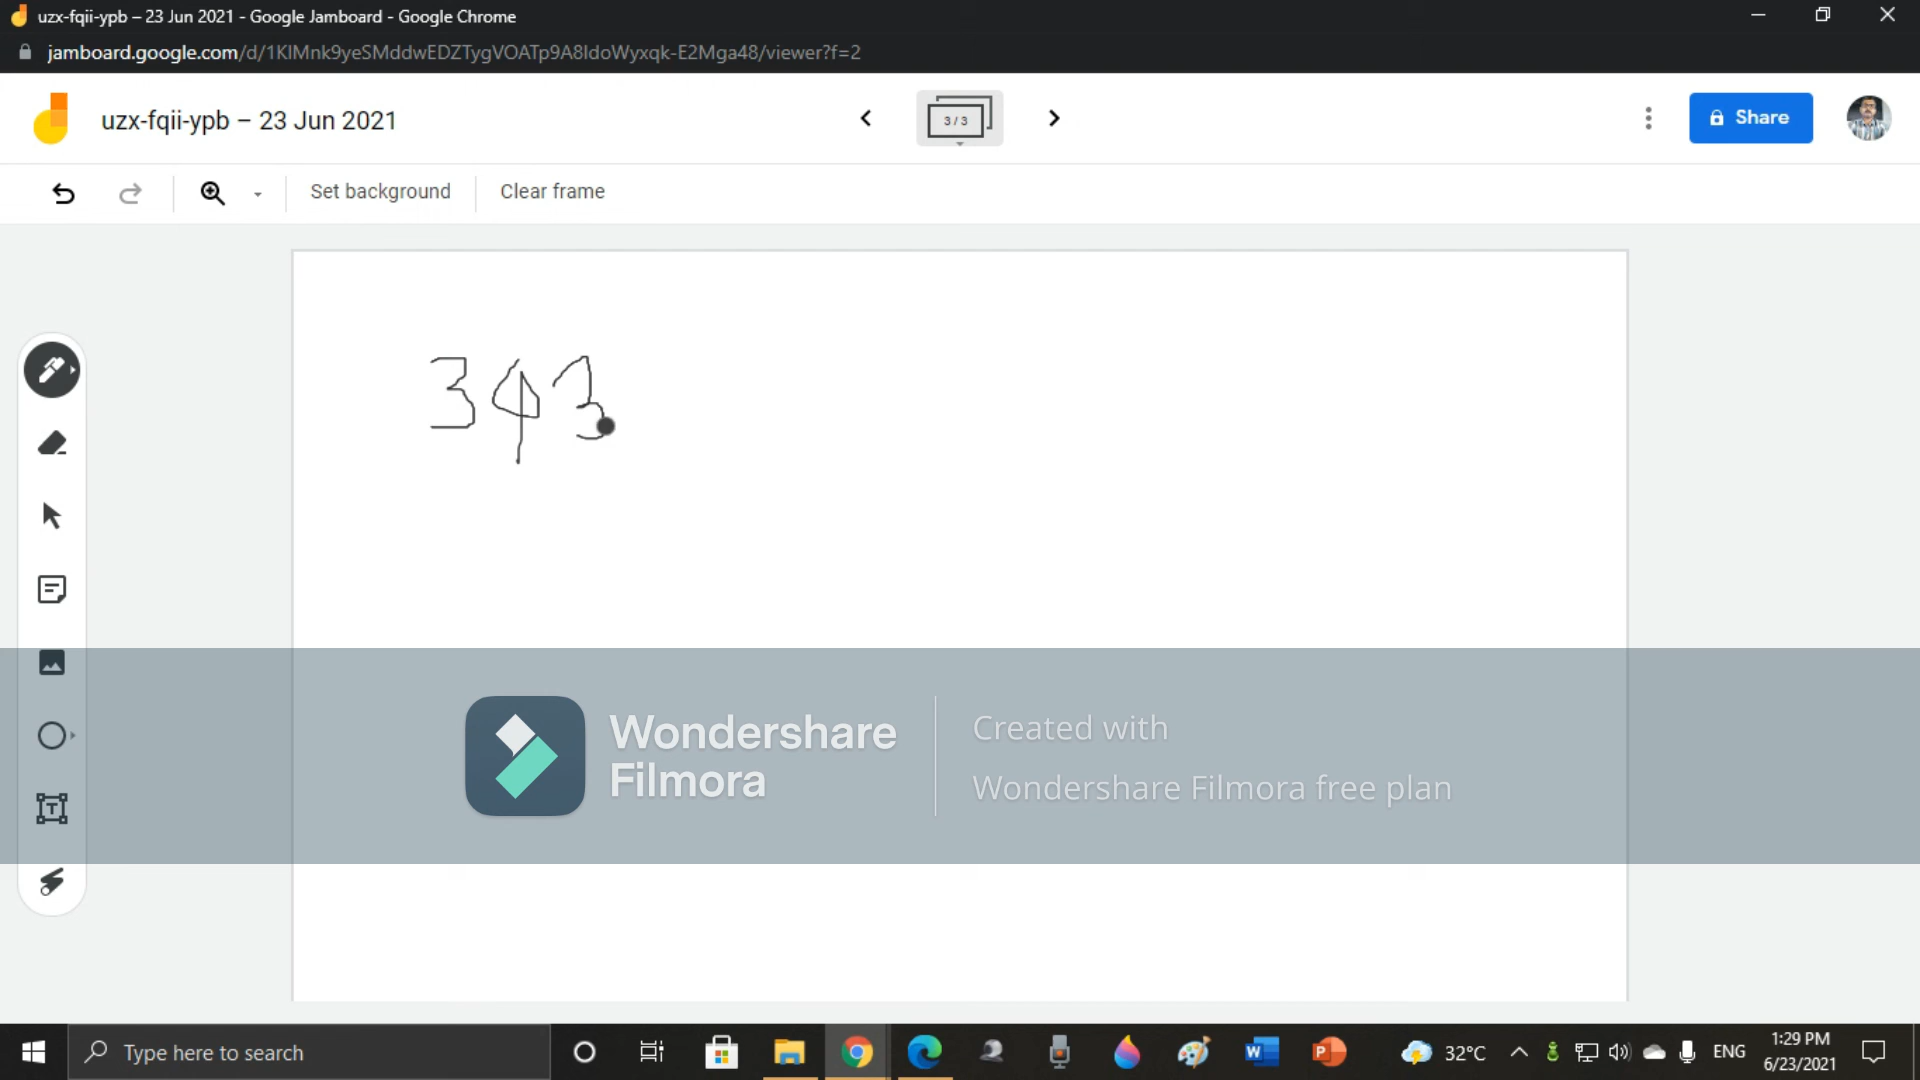 uzx-fqii-ypb – 23 Jun 2021 - Google Jamboard - Google Chrome
jamboard.google.com/d/1KlMnk9yeSMddwEDZTygVOATp9A8IdoWyxqk-E2Mga48/viewer?f=2
uzx-fqii-ypb – 23 Jun 2021
3 / 3
Share
Set background
Clear frame
343
Wondershare
Filmora
Created with
Wondershare Filmora free plan
Type here to search
32°C
ENG
1:29 PM
6/23/2021